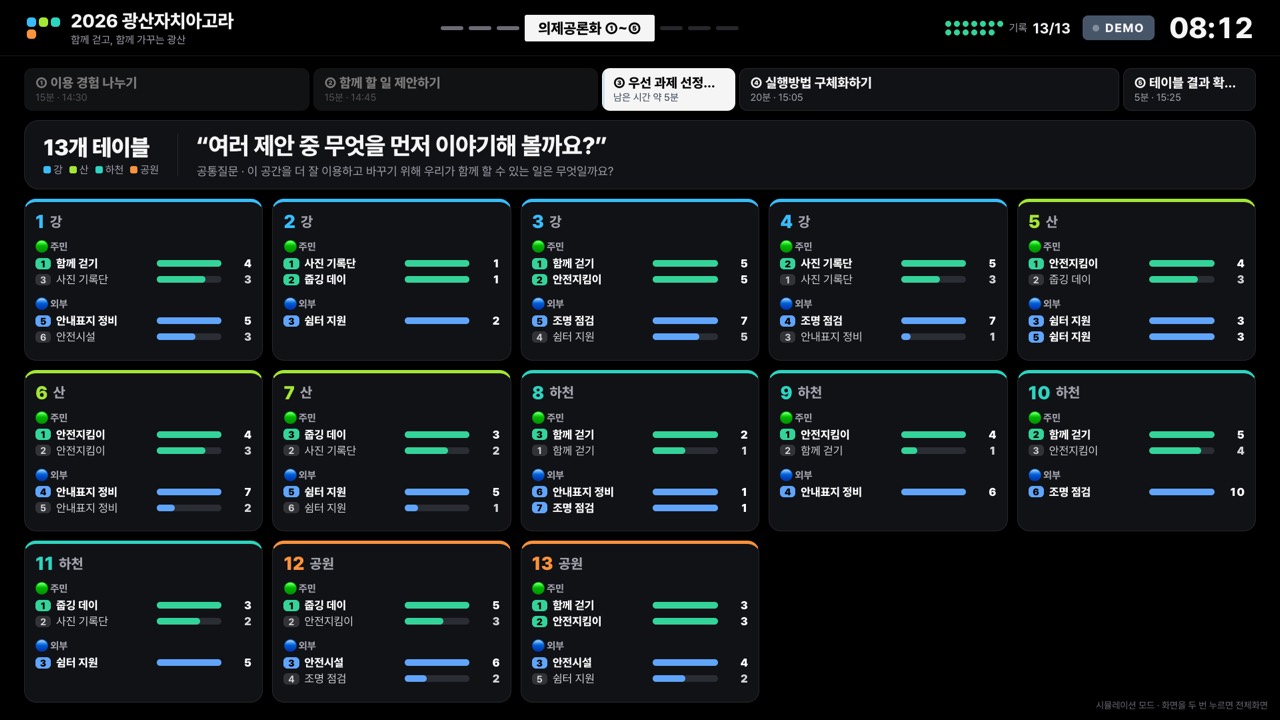 2026 광산자치아고라
함께 걷고, 함께 가꾸는 광산
의제공론화 ①~⑤
기록 13/13
DEMO
08:12
① 이용 경험 나누기
15분 · 14:30
② 함께 할 일 제안하기
15분 · 14:45
③ 우선 과제 선정...
남은 시간 약 5분
④ 실행방법 구체화하기
20분 · 15:05
⑤ 테이블 결과 확...
5분 · 15:25
13개 테이블
강 산 하천 공원
“여러 제안 중 무엇을 먼저 이야기해 볼까요?”
공통질문 · 이 공간을 더 잘 이용하고 바꾸기 위해 우리가 함께 할 수 있는 일은 무엇일까요?
1 강
주민
1 함께 걷기 4
3 사진 기록단 3
외부
5 안내표지 정비 5
6 안전시설 3
2 강
주민
1 사진 기록단 1
2 줍깅 데이 1
외부
3 쉼터 지원 2
3 강
주민
1 함께 걷기 5
2 안전지킴이 5
외부
5 조명 점검 7
4 쉼터 지원 5
4 강
주민
2 사진 기록단 5
1 사진 기록단 3
외부
4 조명 점검 7
3 안내표지 정비 1
5 산
주민
1 안전지킴이 4
2 줍깅 데이 3
외부
3 쉼터 지원 3
5 쉼터 지원 3
6 산
주민
1 안전지킴이 4
2 안전지킴이 3
외부
4 안내표지 정비 7
5 안내표지 정비 2
7 산
주민
3 줍깅 데이 3
2 사진 기록단 2
외부
5 쉼터 지원 5
6 쉼터 지원 1
8 하천
주민
3 함께 걷기 2
1 함께 걷기 1
외부
6 안내표지 정비 1
7 조명 점검 1
9 하천
주민
1 안전지킴이 4
2 함께 걷기 1
외부
4 안내표지 정비 6
10 하천
주민
2 함께 걷기 5
3 안전지킴이 4
외부
6 조명 점검 10
11 하천
주민
1 줍깅 데이 3
2 사진 기록단 2
외부
3 쉼터 지원 5
12 공원
주민
1 줍깅 데이 5
2 안전지킴이 3
외부
3 안전시설 6
4 조명 점검 2
13 공원
주민
1 함께 걷기 3
2 안전지킴이 3
외부
3 안전시설 4
5 쉼터 지원 2
시뮬레이션 모드 · 화면을 두 번 누르면 전체화면